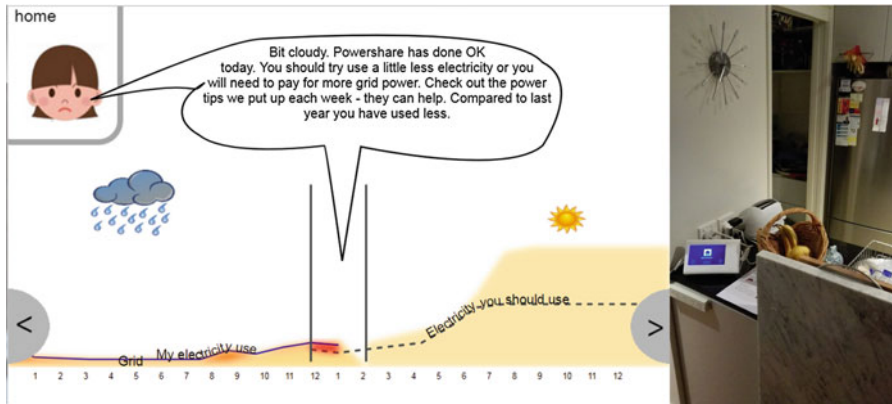 home
Bit cloudy. Powershare has done OK
today. You should try use a little less electricity or you
will need to pay for more grid power. Check out the power
tips we put up each week - they can help. Compared to last
year you have used less.
Electricity you should use
< >
My electricity use
Grid
1 2 3 4 5 6 7 8 9 10 11 12 1 2 3 4 5 6 7 8 9 10 11 12